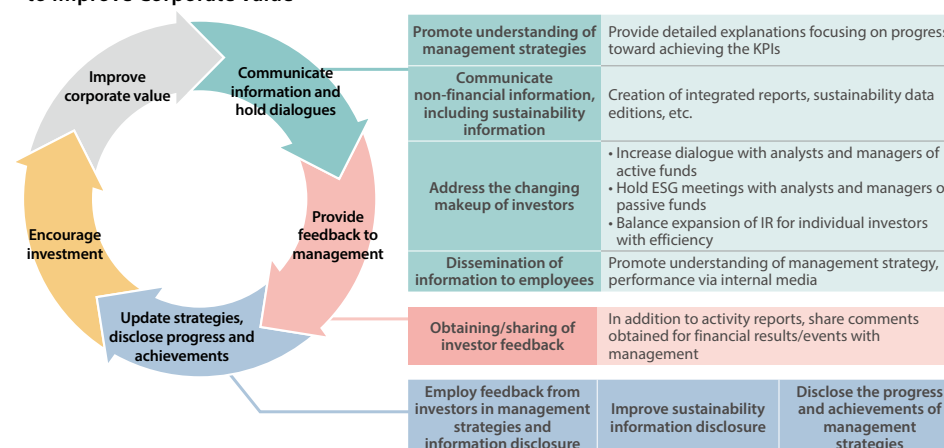 to Improve Corporate Value
Improve
corporate value
Communicate
information and
hold dialogues
Provide
feedback to
management
Update strategies,
disclose progress and
achievements
Encourage
investment
Promote understanding of
management strategies
Provide detailed explanations focusing on progress
toward achieving the KPIs
Communicate
non-financial information,
including sustainability
information
Creation of integrated reports, sustainability data
editions, etc.
Address the changing
makeup of investors
• Increase dialogue with analysts and managers of
active funds
• Hold ESG meetings with analysts and managers of
passive funds
• Balance expansion of IR for individual investors
with efficiency
Dissemination of
information to employees
Promote understanding of management strategy,
performance via internal media
Obtaining/sharing of
investor feedback
In addition to activity reports, share comments
obtained for financial results/events with
management
Employ feedback from
investors in management
strategies and
information disclosure
Improve sustainability
information disclosure
Disclose the progress
and achievements of
management
strategies